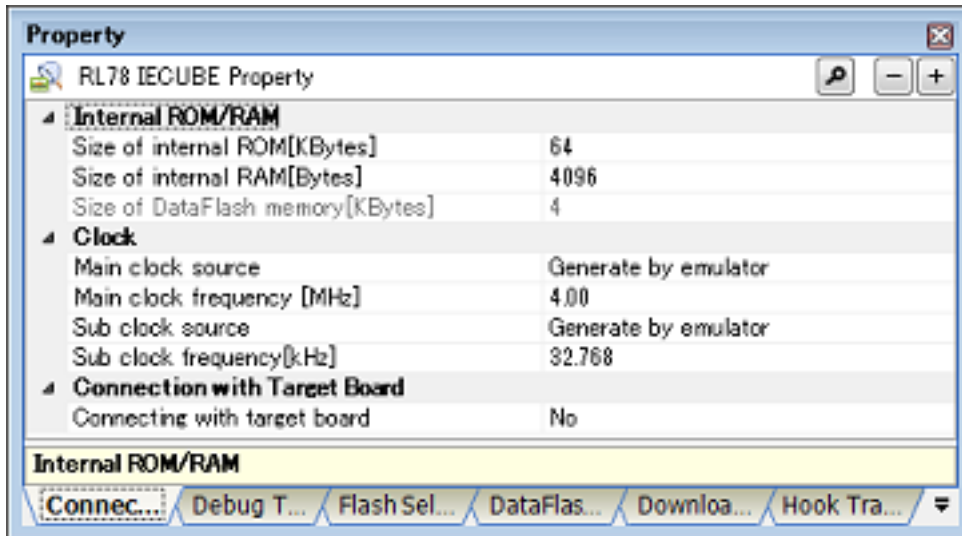 Property
RL78 IECUBE Property
Internal ROM/RAM
Size of internal ROM[KBytes] 64
Size of internal RAM[Bytes] 4096
Size of DataFlash memory[KBytes] 4
Clock
Main clock source Generate by emulator
Main clock frequency [MHz] 4.00
Sub clock source Generate by emulator
Sub clock frequency[kHz] 32.768
Connection with Target Board
Connecting with target board No
Internal ROM/RAM
Connec... Debug T... Flash Sel... DataFlas... Downloa... Hook Tra...